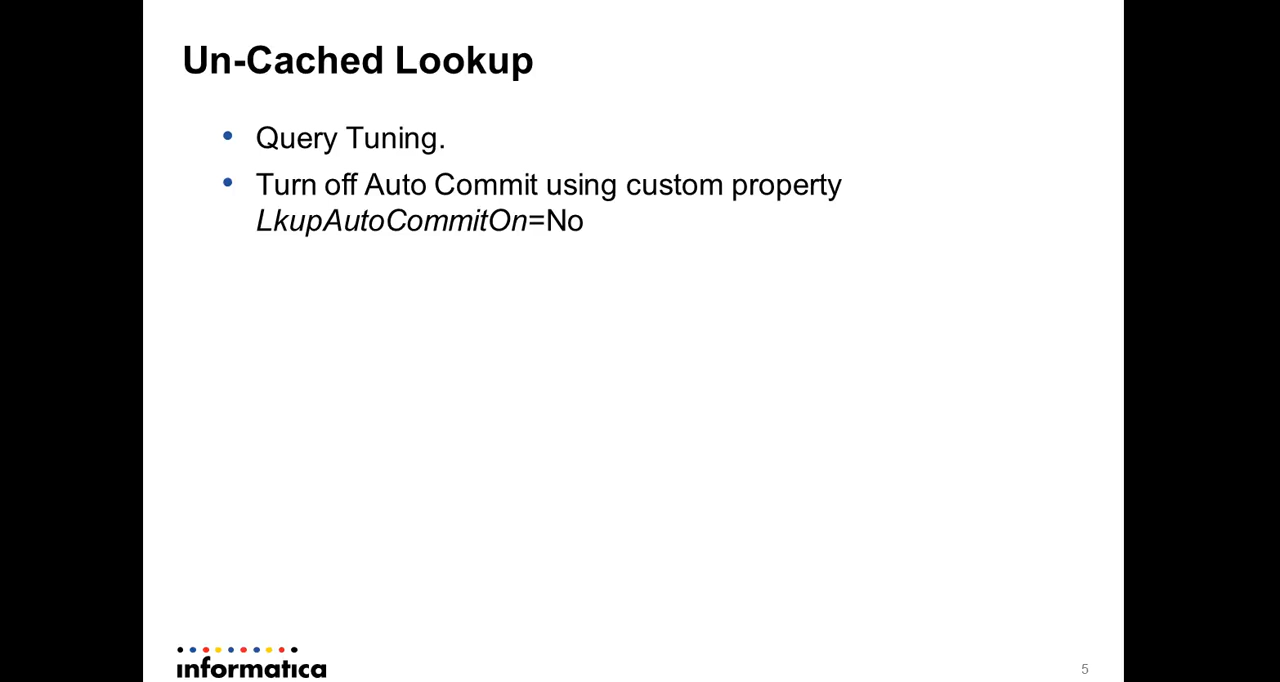 Un-Cached Lookup
• Query Tuning.
• Turn off Auto Commit using custom property
LkupAutoCommitOn=No
informatica
5